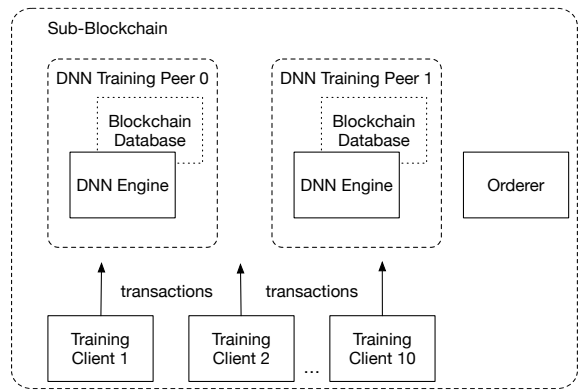 Sub-Blockchain
DNN Training Peer 0
DNN Training Peer 1
Blockchain
Database
Blockchain
Database
DNN Engine
DNN Engine
Orderer
transactions
transactions
Training
Client 1
Training
Client 2
...
Training
Client 10